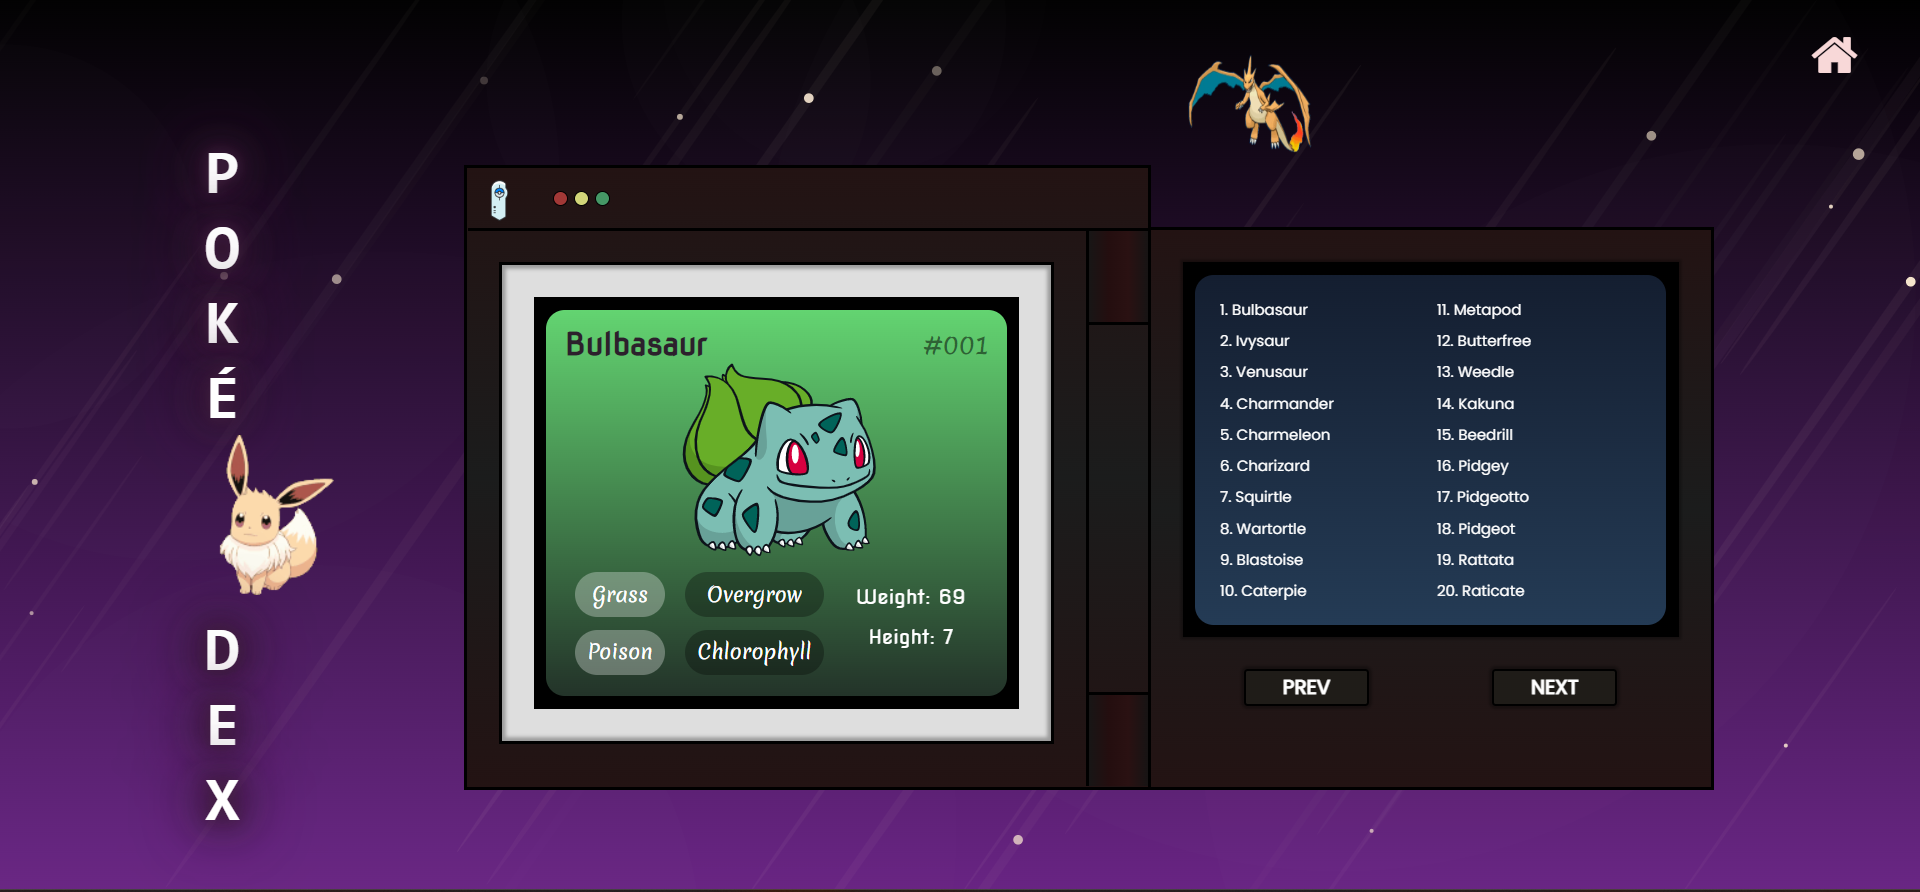 POKÉ
DEX
Bulbasaur #001
Grass Overgrow
Poison Chlorophyll
Weight: 69
Height: 7
1. Bulbasaur
2. Ivysaur
3. Venusaur
4. Charmander
5. Charmeleon
6. Charizard
7. Squirtle
8. Wartortle
9. Blastoise
10. Caterpie
11. Metapod
12. Butterfree
13. Weedle
14. Kakuna
15. Beedrill
16. Pidgey
17. Pidgeotto
18. Pidgeot
19. Rattata
20. Raticate
PREV NEXT